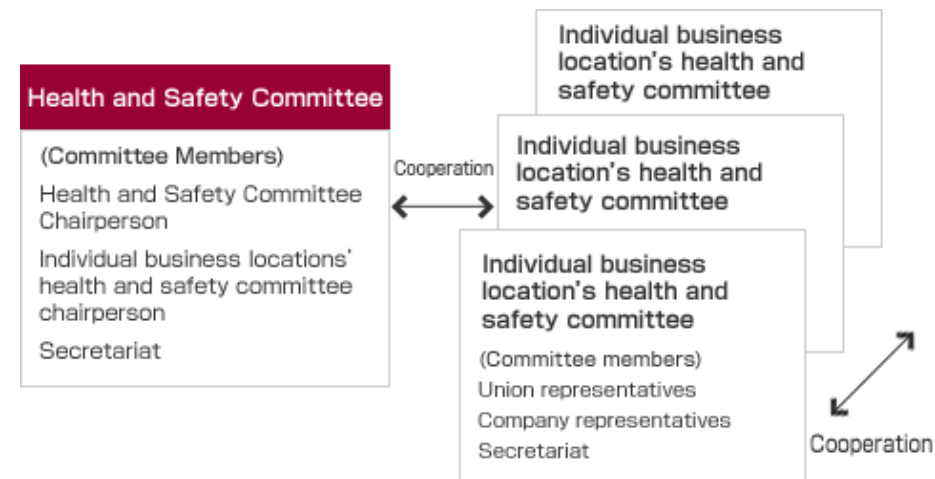 Health and Safety Committee
(Committee Members)
Health and Safety Committee
Chairperson
Individual business locations'
health and safety committee
chairperson
Secretariat
Cooperation
Individual business
location's health and
safety committee
Individual business
location's health and
safety committee
Individual business
location's health and
safety committee
(Committee members)
Union representatives
Company representatives
Secretariat
Cooperation